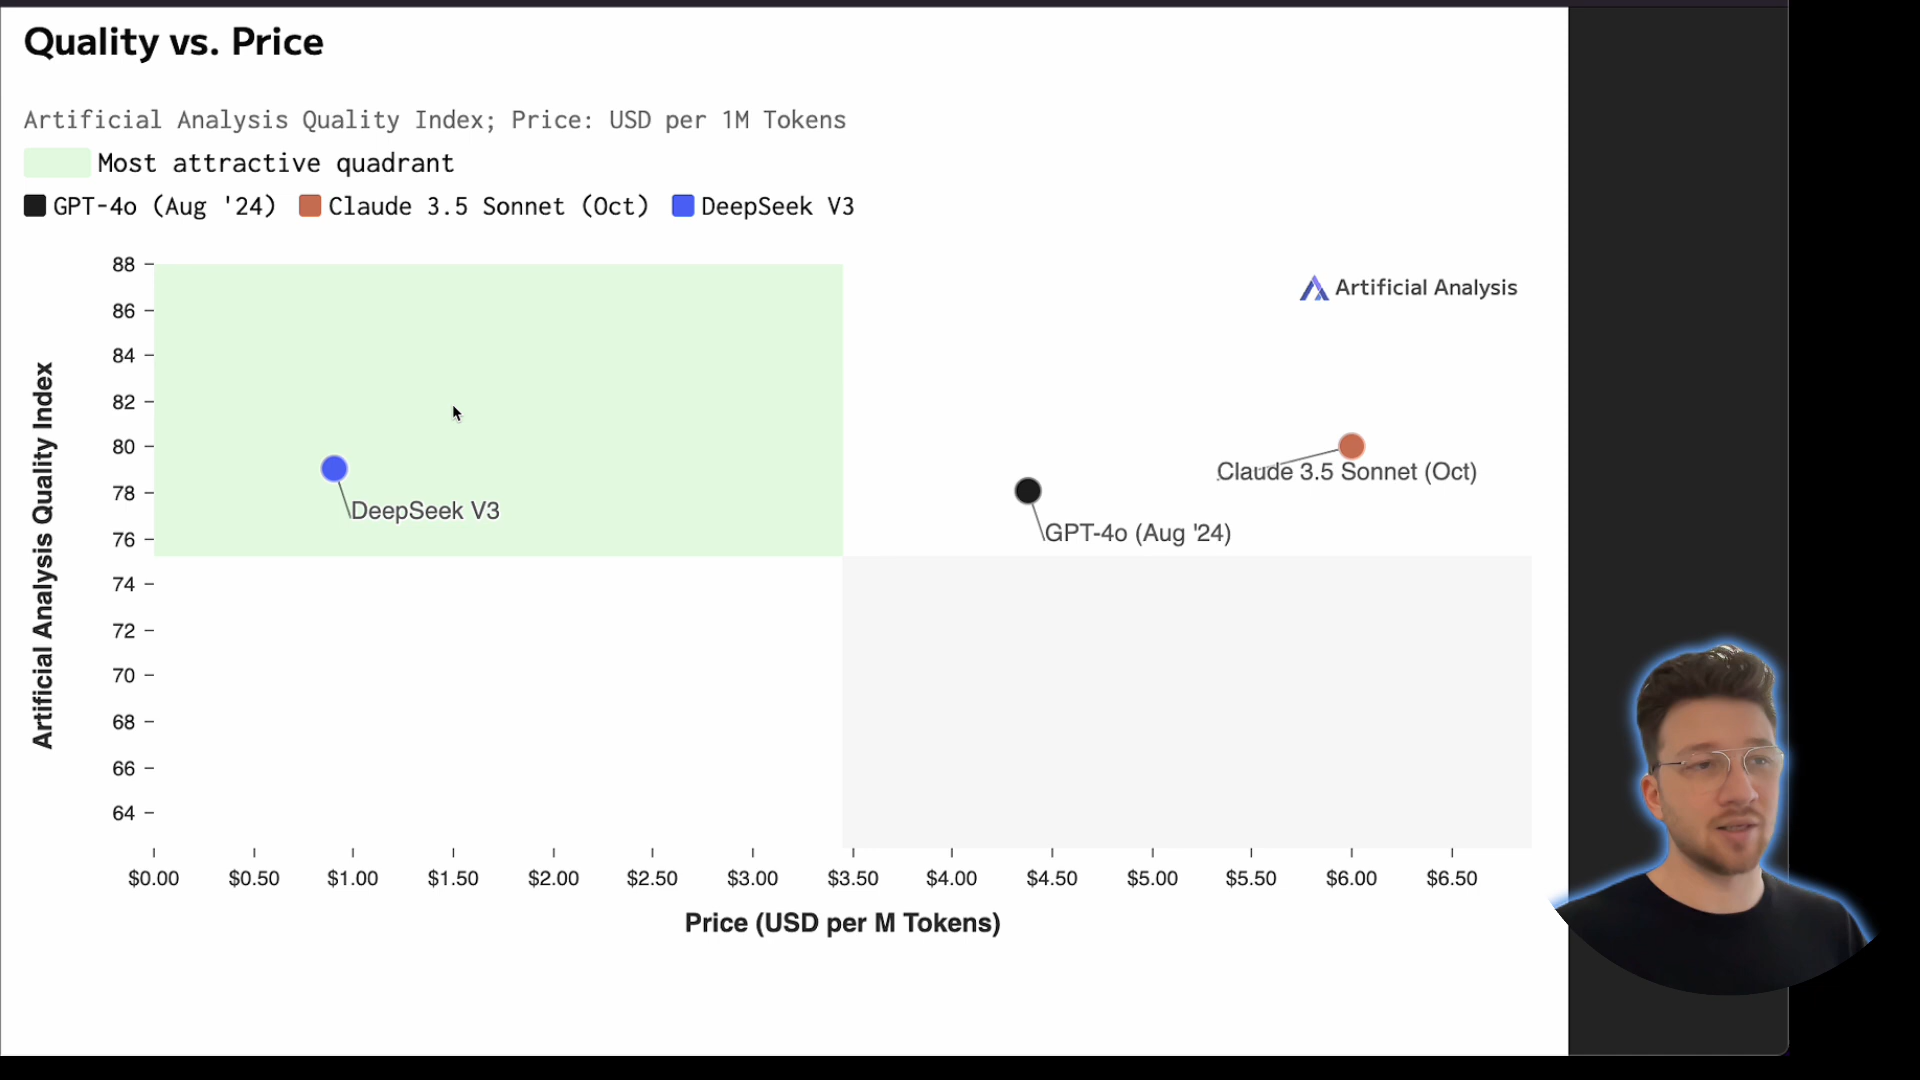 Quality vs. Price
Artificial Analysis Quality Index; Price: USD per 1M Tokens
Most attractive quadrant
GPT-4o (Aug '24) Claude 3.5 Sonnet (Oct) DeepSeek V3
Artificial Analysis
Artificial Analysis Quality Index
88
86
84
82
80
78
76
74
72
70
68
66
64
DeepSeek V3
Claude 3.5 Sonnet (Oct)
GPT-4o (Aug '24)
$0.00 $0.50 $1.00 $1.50 $2.00 $2.50 $3.00 $3.50 $4.00 $4.50 $5.00 $5.50 $6.00 $6.50
Price (USD per M Tokens)